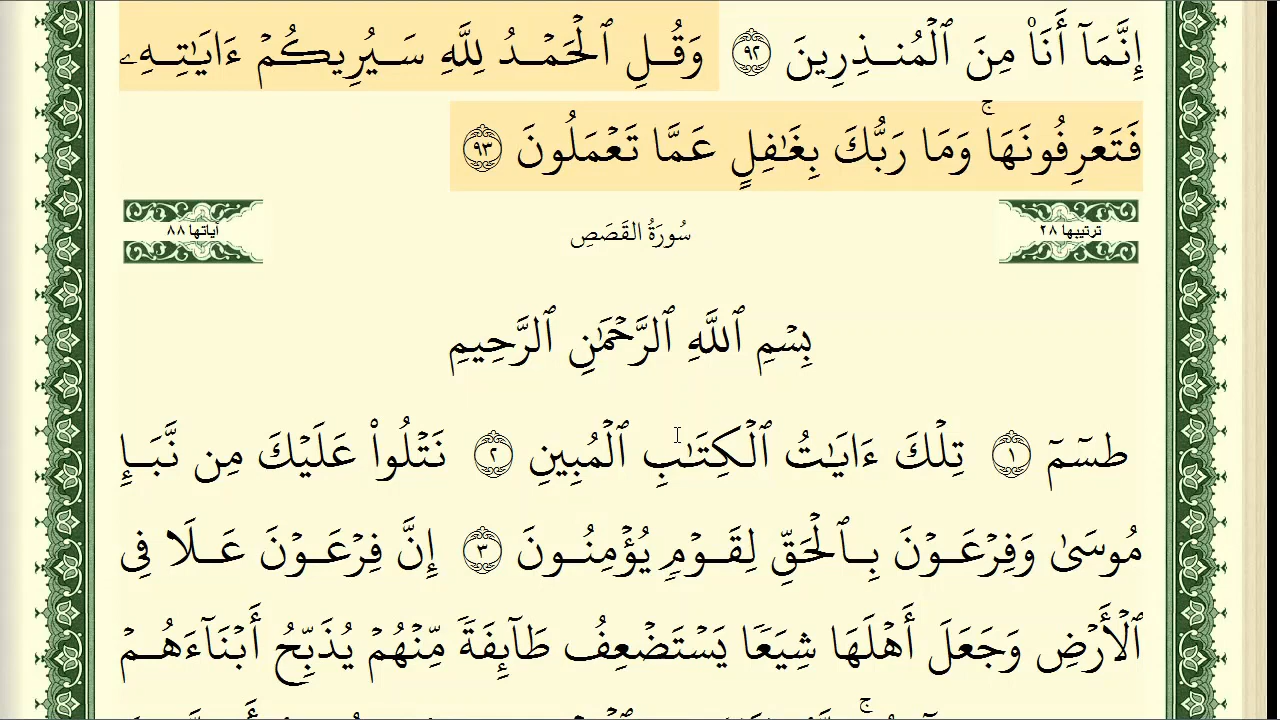 إِنَّمَآ أَنَا۠ مِنَ ٱلْمُنذِرِينَ ۝٩٢ وَقُلِ ٱلْحَمْدُ لِلَّهِ سَيُرِيكُمْ ءَايَـٰتِهِۦ
فَتَعْرِفُونَهَا ۚ وَمَا رَبُّكَ بِغَـٰفِلٍ عَمَّا تَعْمَلُونَ ۝٩٣
ترتيبها ٢٨ سُورَةُ القَصَصِ آياتها ٨٨
بِسْمِ ٱللَّهِ ٱلرَّحْمَـٰنِ ٱلرَّحِيمِ
طسٓمٓ ۝١ تِلْكَ ءَايَـٰتُ ٱلْكِتَـٰبِ ٱلْمُبِينِ ۝٢ نَتْلُوا۟ عَلَيْكَ مِن نَّبَإِ
مُوسَىٰ وَفِرْعَوْنَ بِٱلْحَقِّ لِقَوْمٍ يُؤْمِنُونَ ۝٣ إِنَّ فِرْعَوْنَ عَلَا فِى
ٱلْأَرْضِ وَجَعَلَ أَهْلَهَا شِيَعًا يَسْتَضْعِفُ طَآئِفَةً مِّنْهُمْ يُذَبِّحُ أَبْنَآءَهُمْ